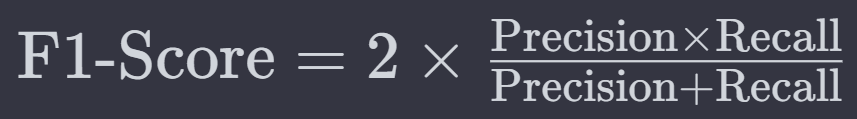 F1-Score = 2 × Precision×Recall
Precision+Recall